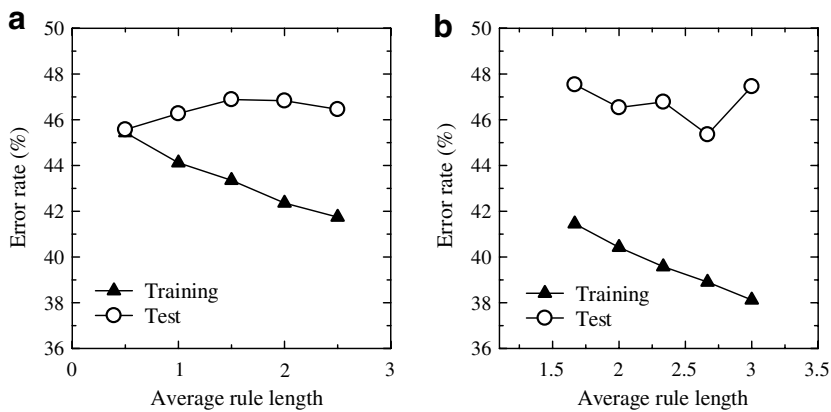 a
50
48
46
44
42
40
38
36
Error rate (%)
Training
Test
0
1
2
3
Average rule length
b
50
48
46
44
42
40
38
36
Error rate (%)
Training
Test
1.5
2
2.5
3
3.5
Average rule length